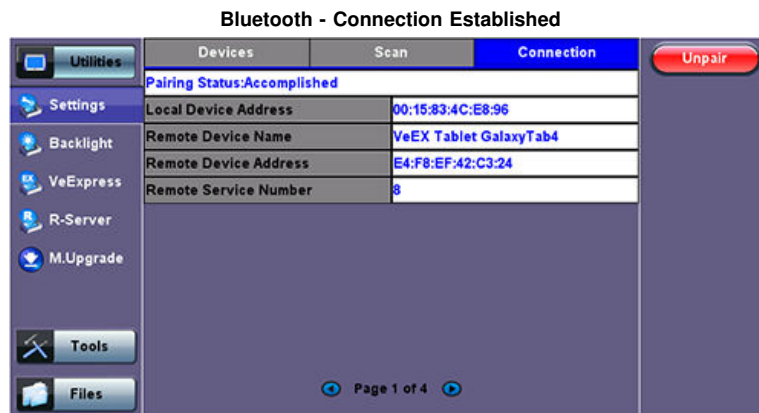 Bluetooth - Connection Established
Utilities
Devices Scan Connection
Unpair
Pairing Status:Accomplished
Settings
Local Device Address 00:15:83:4C:E8:96
Backlight
Remote Device Name VeEX Tablet GalaxyTab4
Remote Device Address E4:F8:EF:42:C3:24
VeExpress
Remote Service Number 8
R-Server
M.Upgrade
Tools
Files
Page 1 of 4